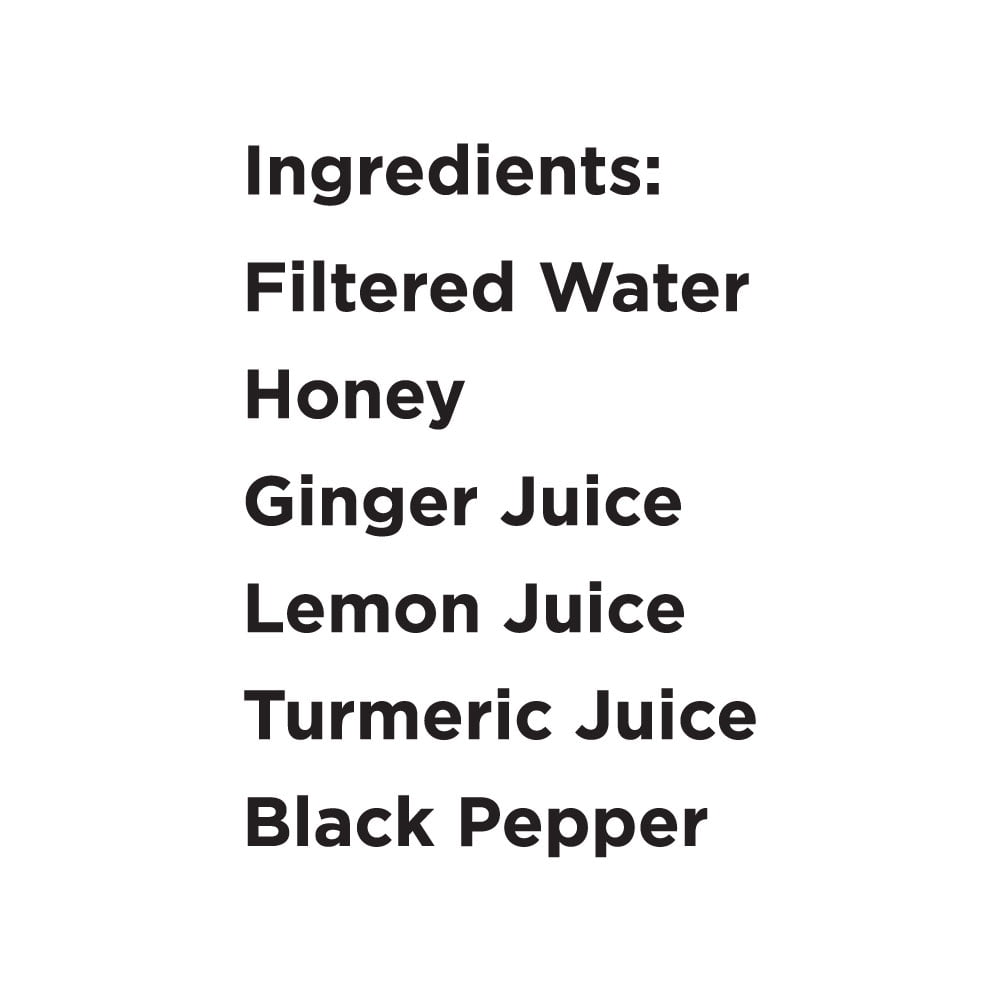 Ingredients:
Filtered Water
Honey
Ginger Juice
Lemon Juice
Turmeric Juice
Black Pepper